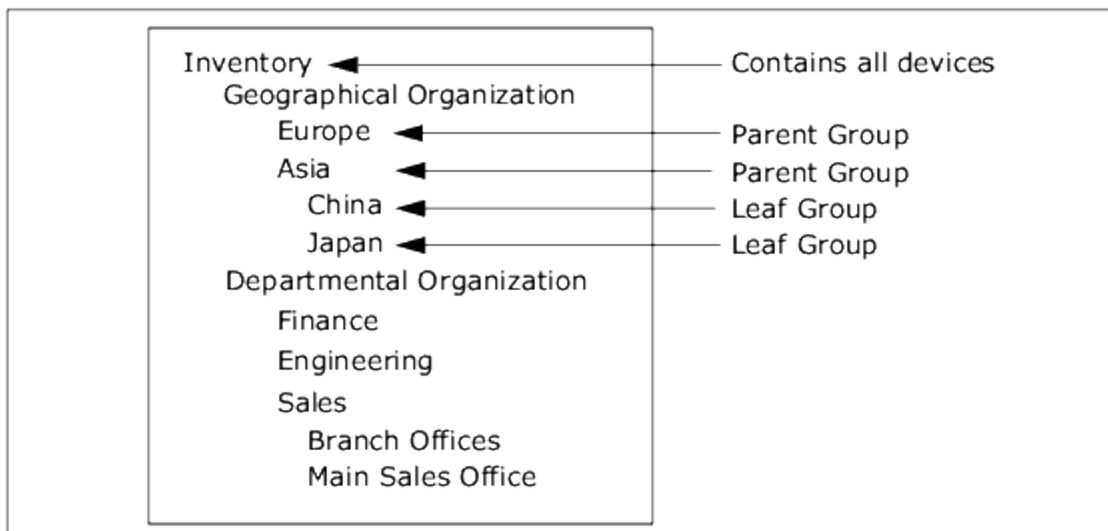 Inventory Contains all devices
Geographical Organization
Europe Parent Group
Asia Parent Group
China Leaf Group
Japan Leaf Group
Departmental Organization
Finance
Engineering
Sales
Branch Offices
Main Sales Office